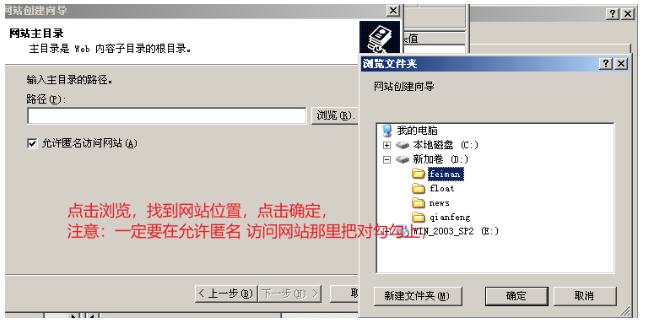 网站创建向导
网站主目录
主目录是 Web 内容子目录的根目录。
输入主目录的路径。
路径(P):
浏览(R).
允许匿名访问网站(A)
点击浏览，找到网站位置，点击确定，
注意：一定要在允许匿名 访问网站那里把对勾勾上，
< 上一步(B)
下一步(N) >
取
值
浏览文件夹
网站创建向导
我的电脑
本地磁盘 (C:)
新加卷 (D:)
feiman
float
news
qianfeng
WIN_2003_SP2 (E:)
新建文件夹(M)
确定
取消